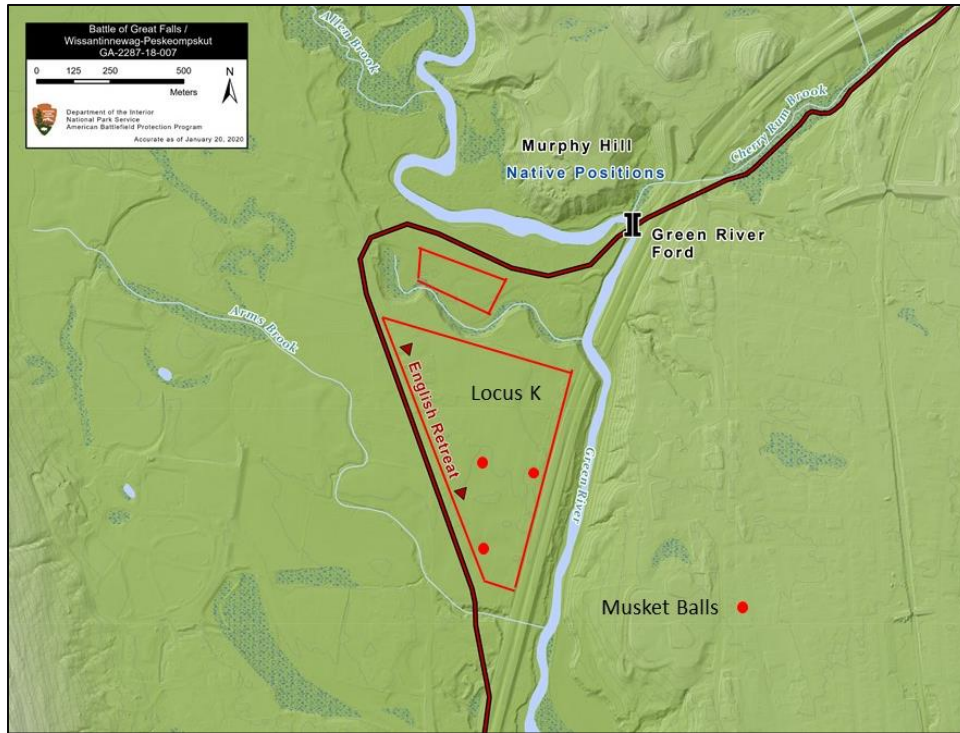 Battle of Great Falls /
Wissantinnewag-Peskeompskut
GA-2287-18-007
0 125 250 500
Meters
N
Department of the Interior
National Park Service
American Battlefield Protection Program
Accurate as of January 20, 2020
Allen Brook
Murphy Hill
Native Positions
Cherry Rum Brook
Green River
Ford
Arms Brook
English Retreat
Locus K
Green River
Musket Balls